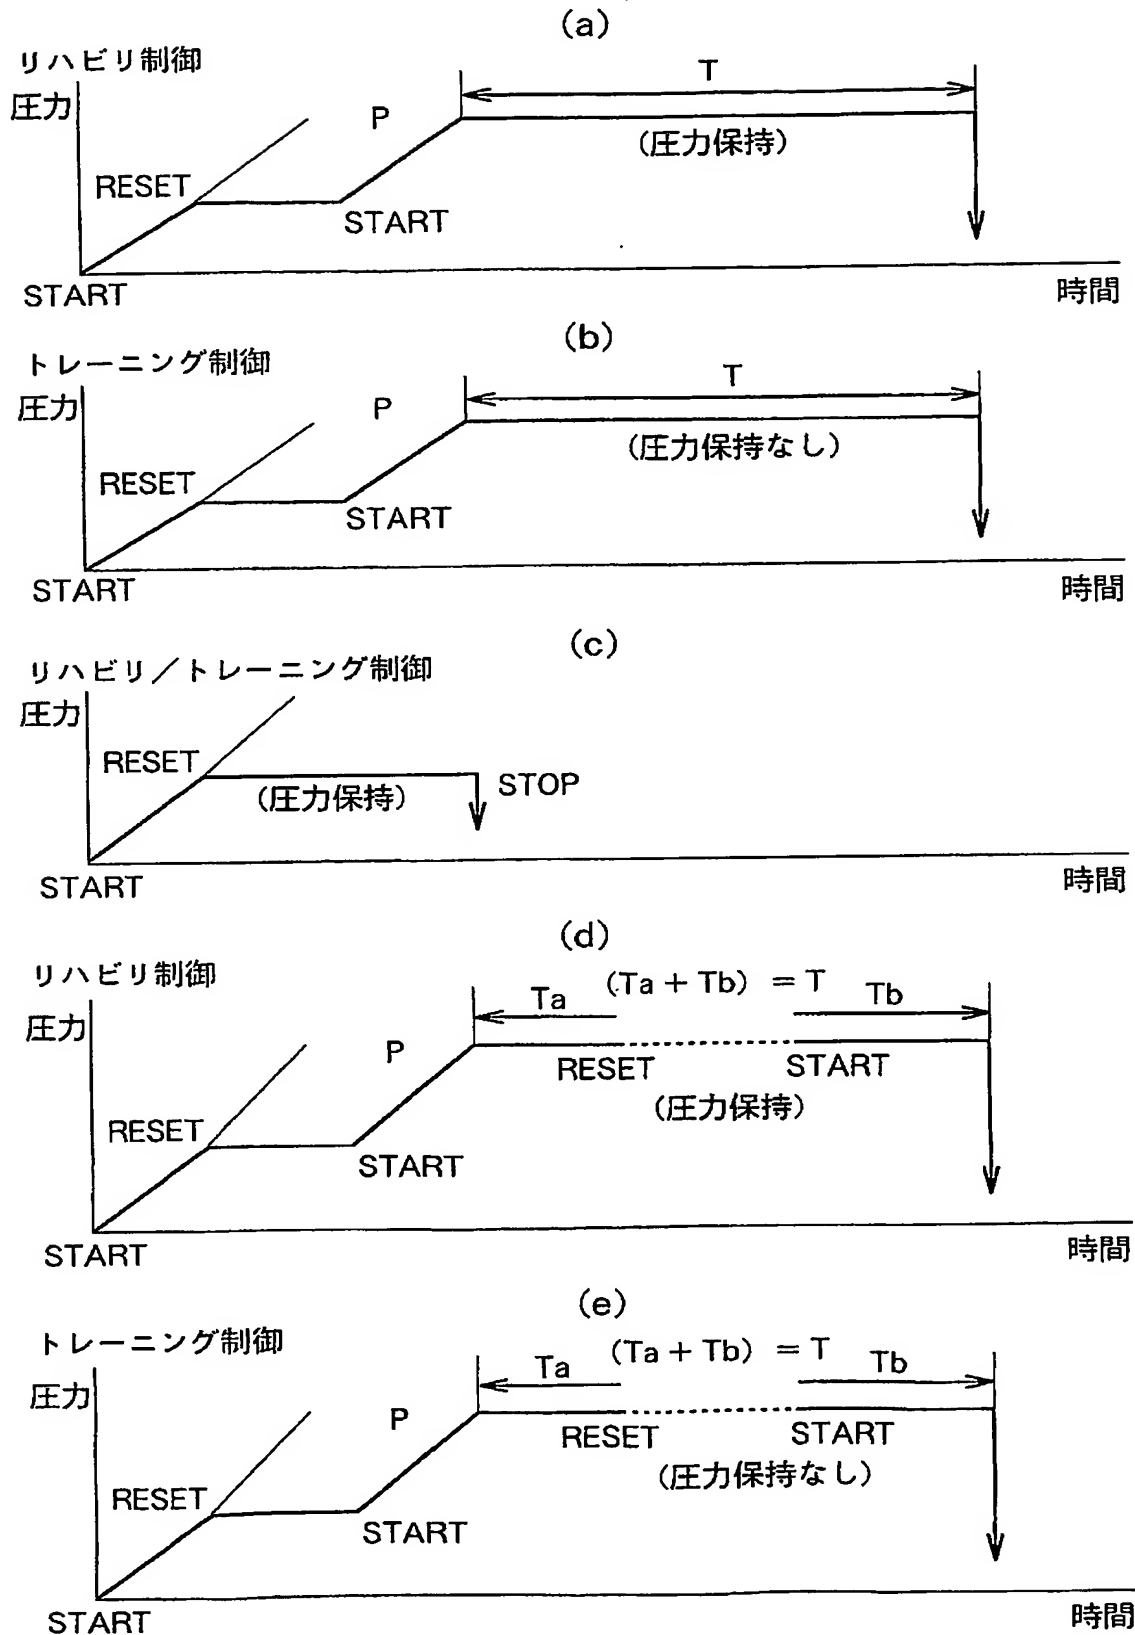 (a)
リハビリ制御
圧力
T
P
(圧力保持)
RESET
START
START
時間
(b)
トレーニング制御
圧力
T
P
(圧力保持なし)
RESET
START
START
時間
(c)
リハビリ/トレーニング制御
圧力
RESET
(圧力保持)
STOP
START
時間
(d)
リハビリ制御
圧力
Ta (Ta + Tb) = T Tb
P
RESET START
(圧力保持)
RESET
START
START
時間
(e)
トレーニング制御
圧力
Ta (Ta + Tb) = T Tb
P
RESET START
(圧力保持なし)
RESET
START
START
時間